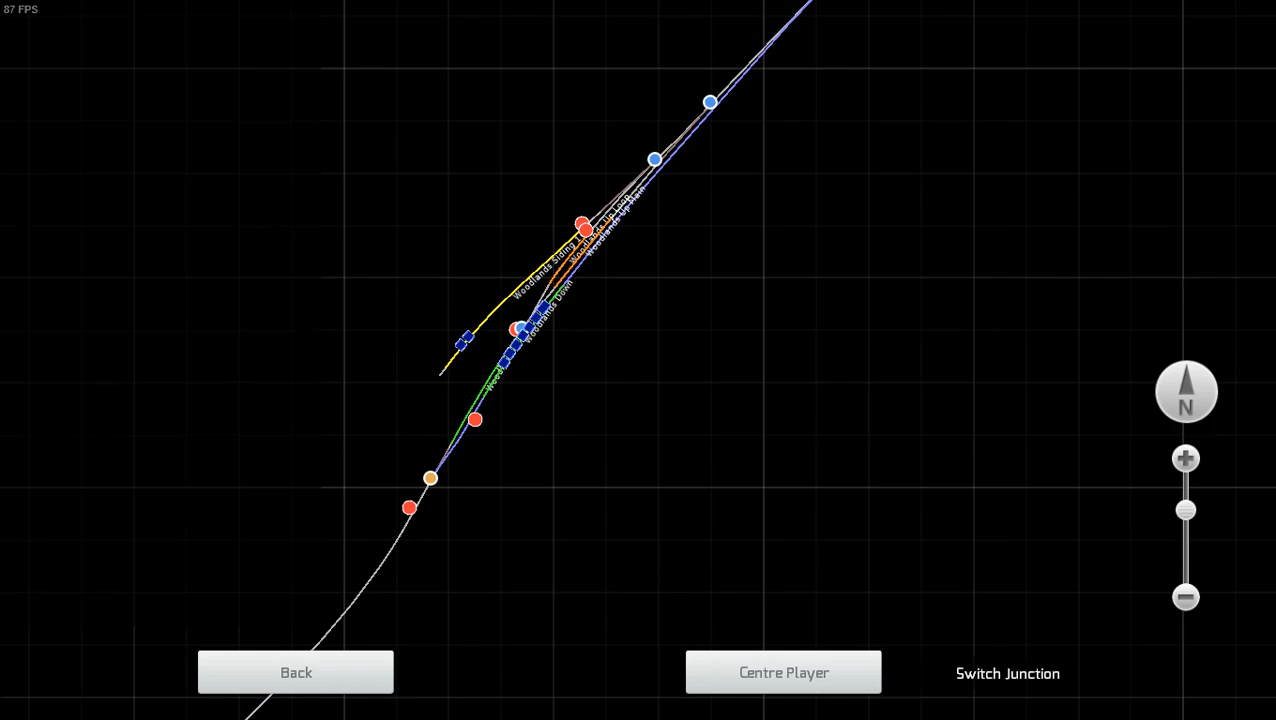 87 FPS
Woodlands Up Main
Woodlands Up Loop
Woodlands Siding
Woodlands Down
N
Back
Centre Player
Switch Junction